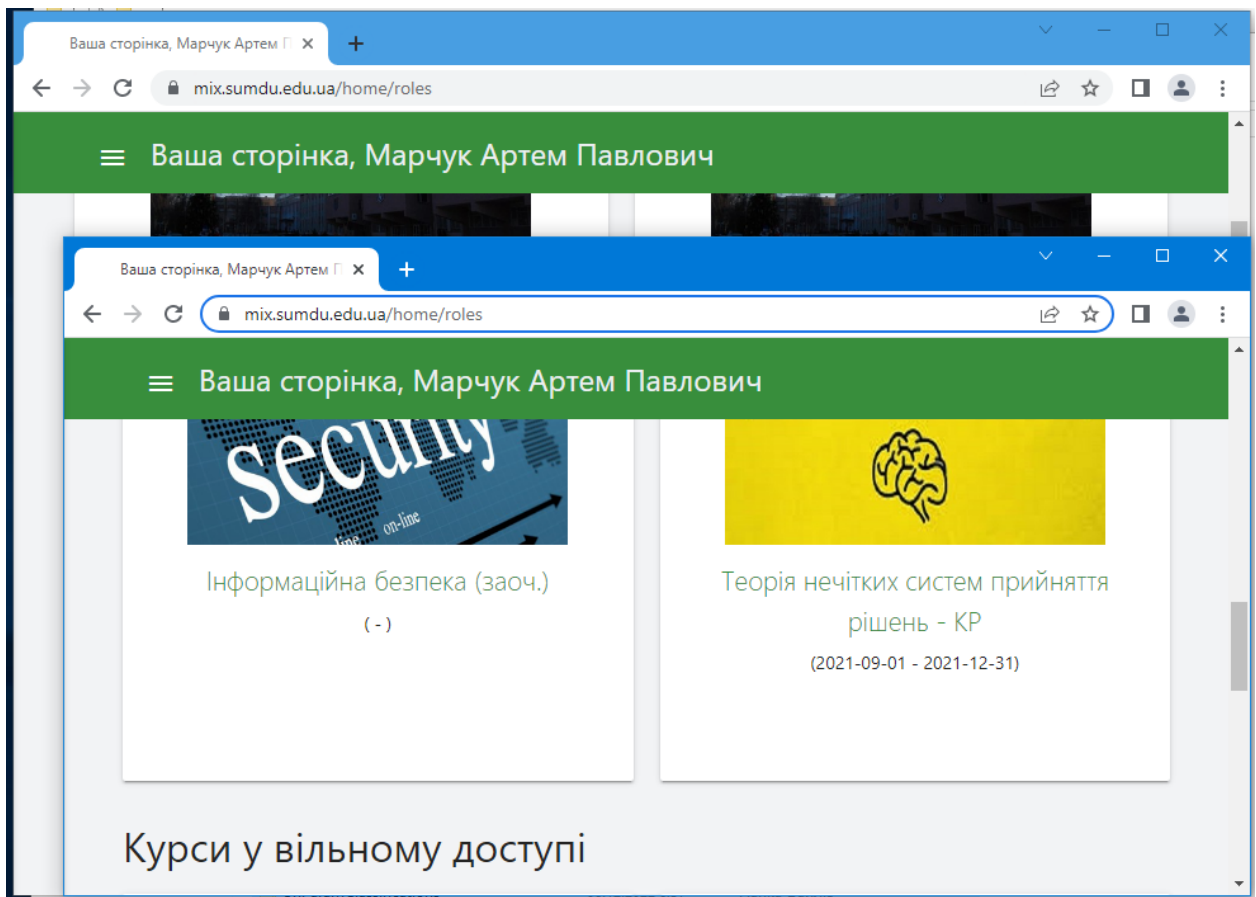 Ваша сторінка, Марчук Артем П
mix.sumdu.edu.ua/home/roles
Ваша сторінка, Марчук Артем Павлович
Ваша сторінка, Марчук Артем П
mix.sumdu.edu.ua/home/roles
Ваша сторінка, Марчук Артем Павлович
security
on-line
line
Інформаційна безпека (заоч.)
( - )
Теорія нечітких систем прийняття
рішень - КР
(2021-09-01 - 2021-12-31)
Курси у вільному доступі